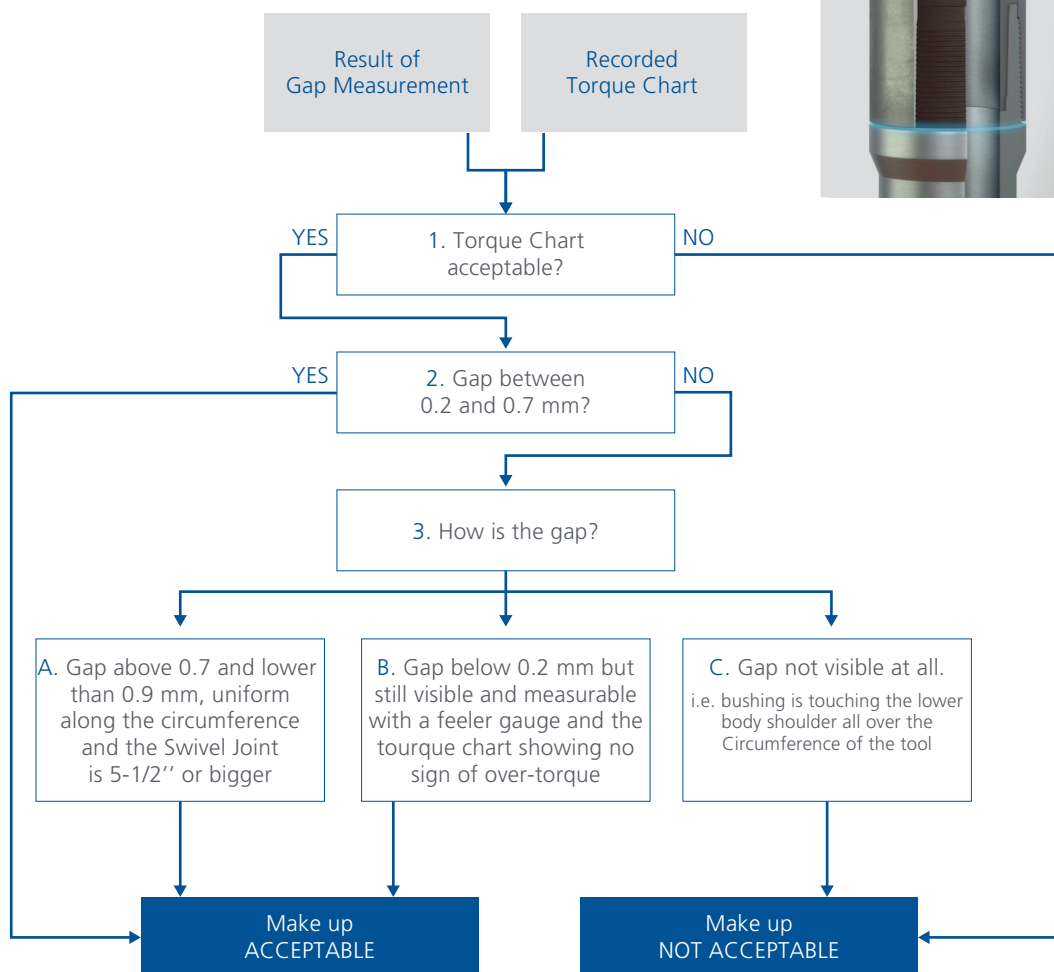 Result of
Gap Measurement
Recorded
Torque Chart
YES
1. Torque Chart
acceptable?
NO
YES
2. Gap between
0.2 and 0.7 mm?
NO
3. How is the gap?
A. Gap above 0.7 and lower
than 0.9 mm, uniform
along the circumference
and the Swivel Joint
is 5-1/2’’ or bigger
B. Gap below 0.2 mm but
still visible and measurable
with a feeler gauge and the
tourque chart showing no
sign of over-torque
C. Gap not visible at all.
i.e. bushing is touching the lower
body shoulder all over the
Circumference of the tool
Make up
ACCEPTABLE
Make up
NOT ACCEPTABLE